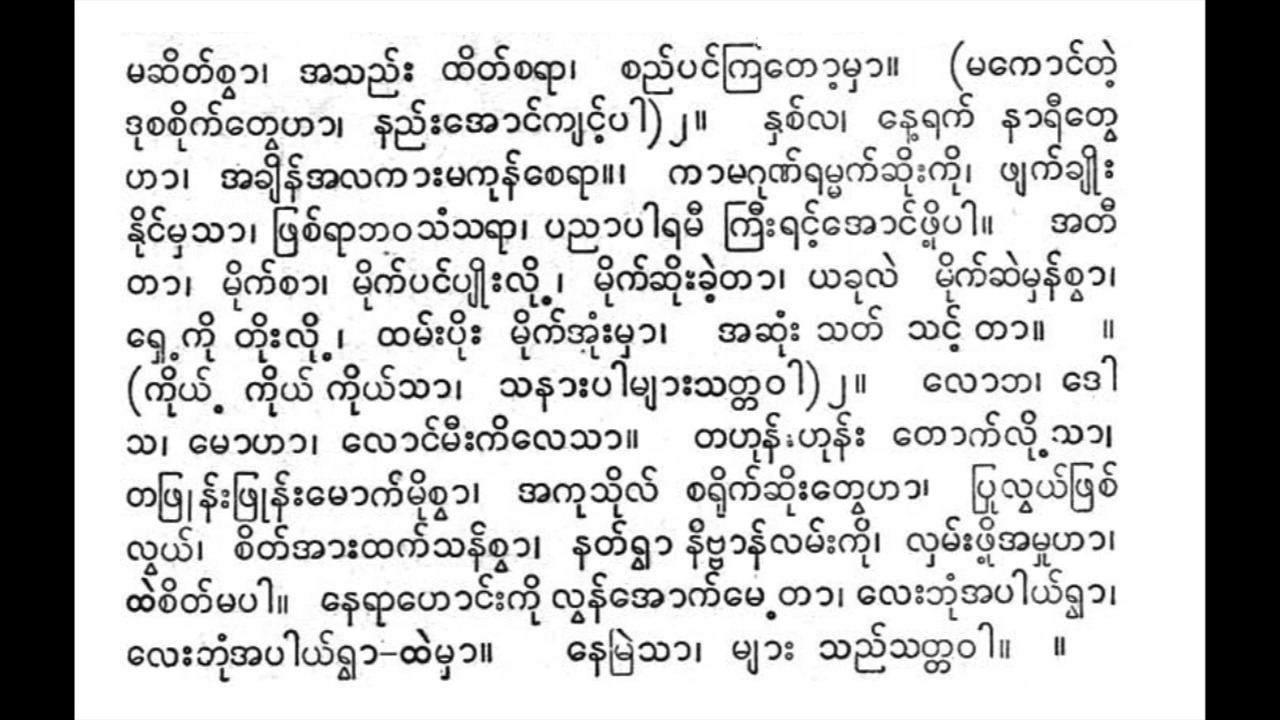 မဆိတ်စွာ၊ အသည်း ထိတ်စရာ၊ စည်ပင်ကြတော့မှာ။ (မကောင်တဲ့
ဒုစစိုက်တွေဟာ၊ နည်းအောင်ကျင့်ပါ)၂။ နှစ်လ၊ နေ့ရက် နာရီတွေ
ဟာ၊ အချိန်အလကားမကုန်စေရာ။၊ ကာမဂုဏ်ရမ္မက်ဆိုးကို၊ ဖျက်ချိုး
နိုင်မှသာ၊ ဖြစ်ရာဘဝသံသရာ၊ ပညာပါရမီ ကြီးရင့်အောင်ဖို့ပါ။ အတီ
တာ၊ မိုက်စာ၊ မိုက်ပင်ပျိုးလို့၊ မိုက်ဆိုးခဲ့တာ၊ ယခုလဲ မိုက်ဆဲမှန်စွာ၊
ရှေ့ကို တိုးလို့၊ ထမ်းပိုး မိုက်အုံးမှာ၊ အဆုံး သတ် သင့် တာ။ ။
(ကိုယ့် ကိုယ် ကိုယ်သာ၊ သနားပါများသတ္တဝါ)၂။ လောဘ၊ ဒေါ
သ၊ မောဟာ၊ လောင်မီးကိလေသာ။ တဟုန်းဟုန်း တောက်လို့သာ၊
တဖြုန်းဖြုန်းမောက်မိုစွာ၊ အကုသိုလ် စရိုက်ဆိုးတွေဟာ၊ ပြုလွယ်ဖြစ်
လွယ်၊ စိတ်အားထက်သန်စွာ၊ နတ်ရွာ နိဗ္ဗာန်လမ်းကို၊ လှမ်းဖို့အမှုဟာ၊
ထဲစိတ်မပါ။ နေရာဟောင်းကို လွန်အောက်မေ့တာ၊ လေးဘုံအပါယ်ရွာ၊
လေးဘုံအပါယ်ရွာ–ထဲမှာ။ နေမြဲသာ၊ များ သည်သတ္တဝါ။ ။